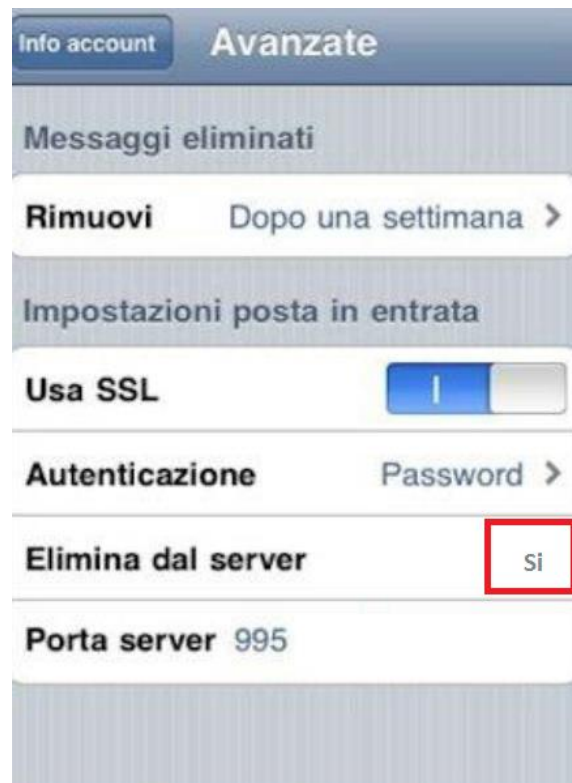 Info account Avanzate
Messaggi eliminati
Rimuovi Dopo una settimana >
Impostazioni posta in entrata
Usa SSL
Autenticazione Password >
Elimina dal server Si
Porta server 995